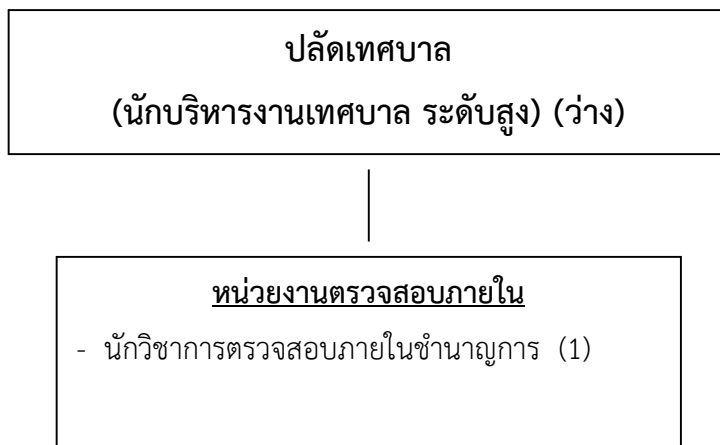 ปลัดเทศบาล
(นักบริหารงานเทศบาล ระดับสูง) (ว่าง)
หน่วยงานตรวจสอบภายใน
- นักวิชาการตรวจสอบภายในชำนาญการ (1)